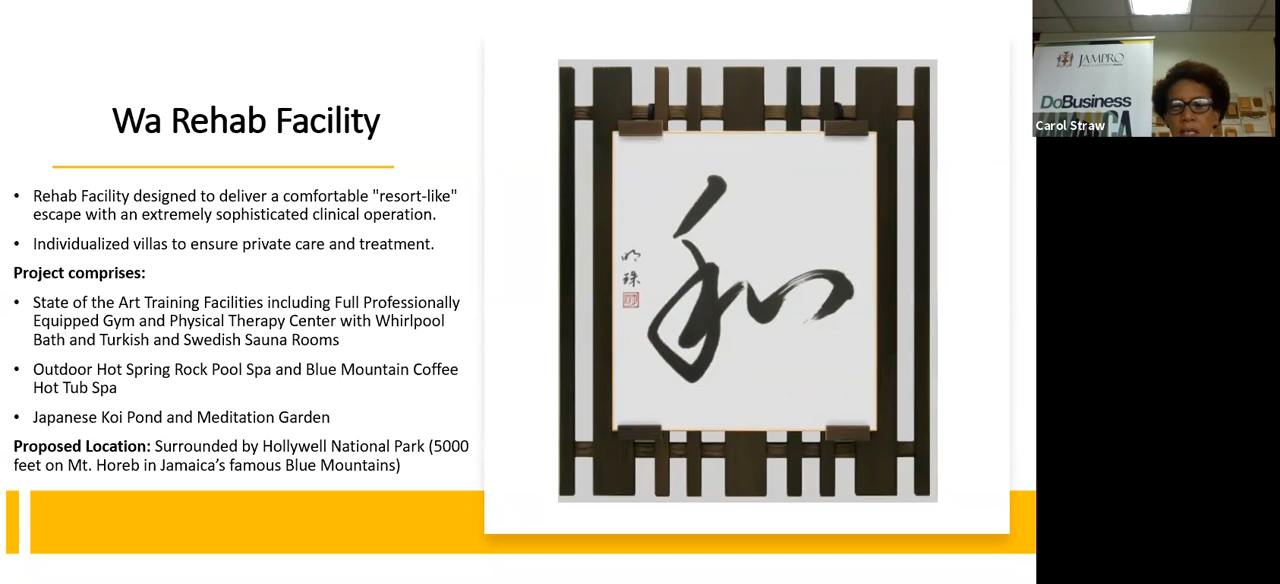 Wa Rehab Facility
• Rehab Facility designed to deliver a comfortable "resort-like"
escape with an extremely sophisticated clinical operation.
• Individualized villas to ensure private care and treatment.
Project comprises:
• State of the Art Training Facilities including Full Professionally
Equipped Gym and Physical Therapy Center with Whirlpool
Bath and Turkish and Swedish Sauna Rooms
• Outdoor Hot Spring Rock Pool Spa and Blue Mountain Coffee
Hot Tub Spa
• Japanese Koi Pond and Meditation Garden
Proposed Location: Surrounded by Hollywell National Park (5000
feet on Mt. Horeb in Jamaica’s famous Blue Mountains)
和
明珠
JAMPRO
DoBusiness
JAMAICA
Carol Straw